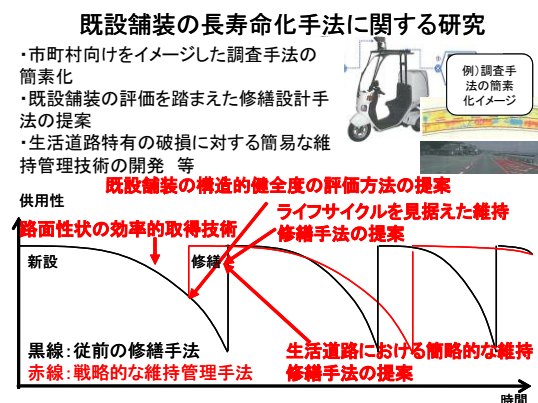 既設舗装の長寿命化手法に関する研究
・市町村向けをイメージした調査手法の
簡素化
・既設舗装の評価を踏まえた修繕設計手
法の提案
・生活道路特有の破損に対する簡易な維
持管理技術の開発　等
例）調査手
法の簡素
化イメージ
既設舗装の構造的健全度の評価方法の提案
供用性
ライフサイクルを見据えた維持
修繕手法の提案
路面性状の効率的取得技術
新設
修繕
黒線：従前の修繕手法
赤線：戦略的な維持管理手法
生活道路における簡略的な維持
修繕手法の提案
時間